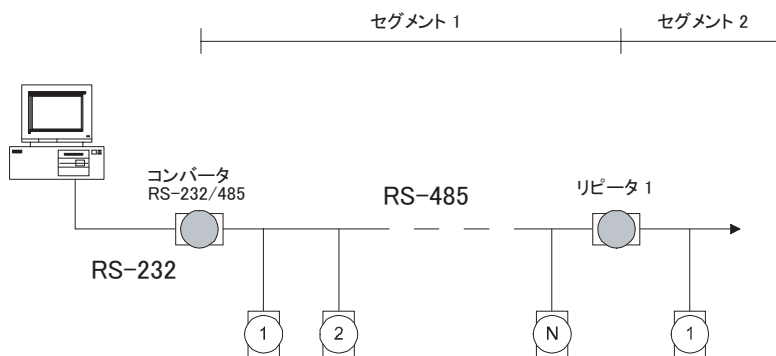 セグメント 1
セグメント 2
コンバータ
RS-232/485
RS-485
リピータ 1
RS-232
1
2
N
1